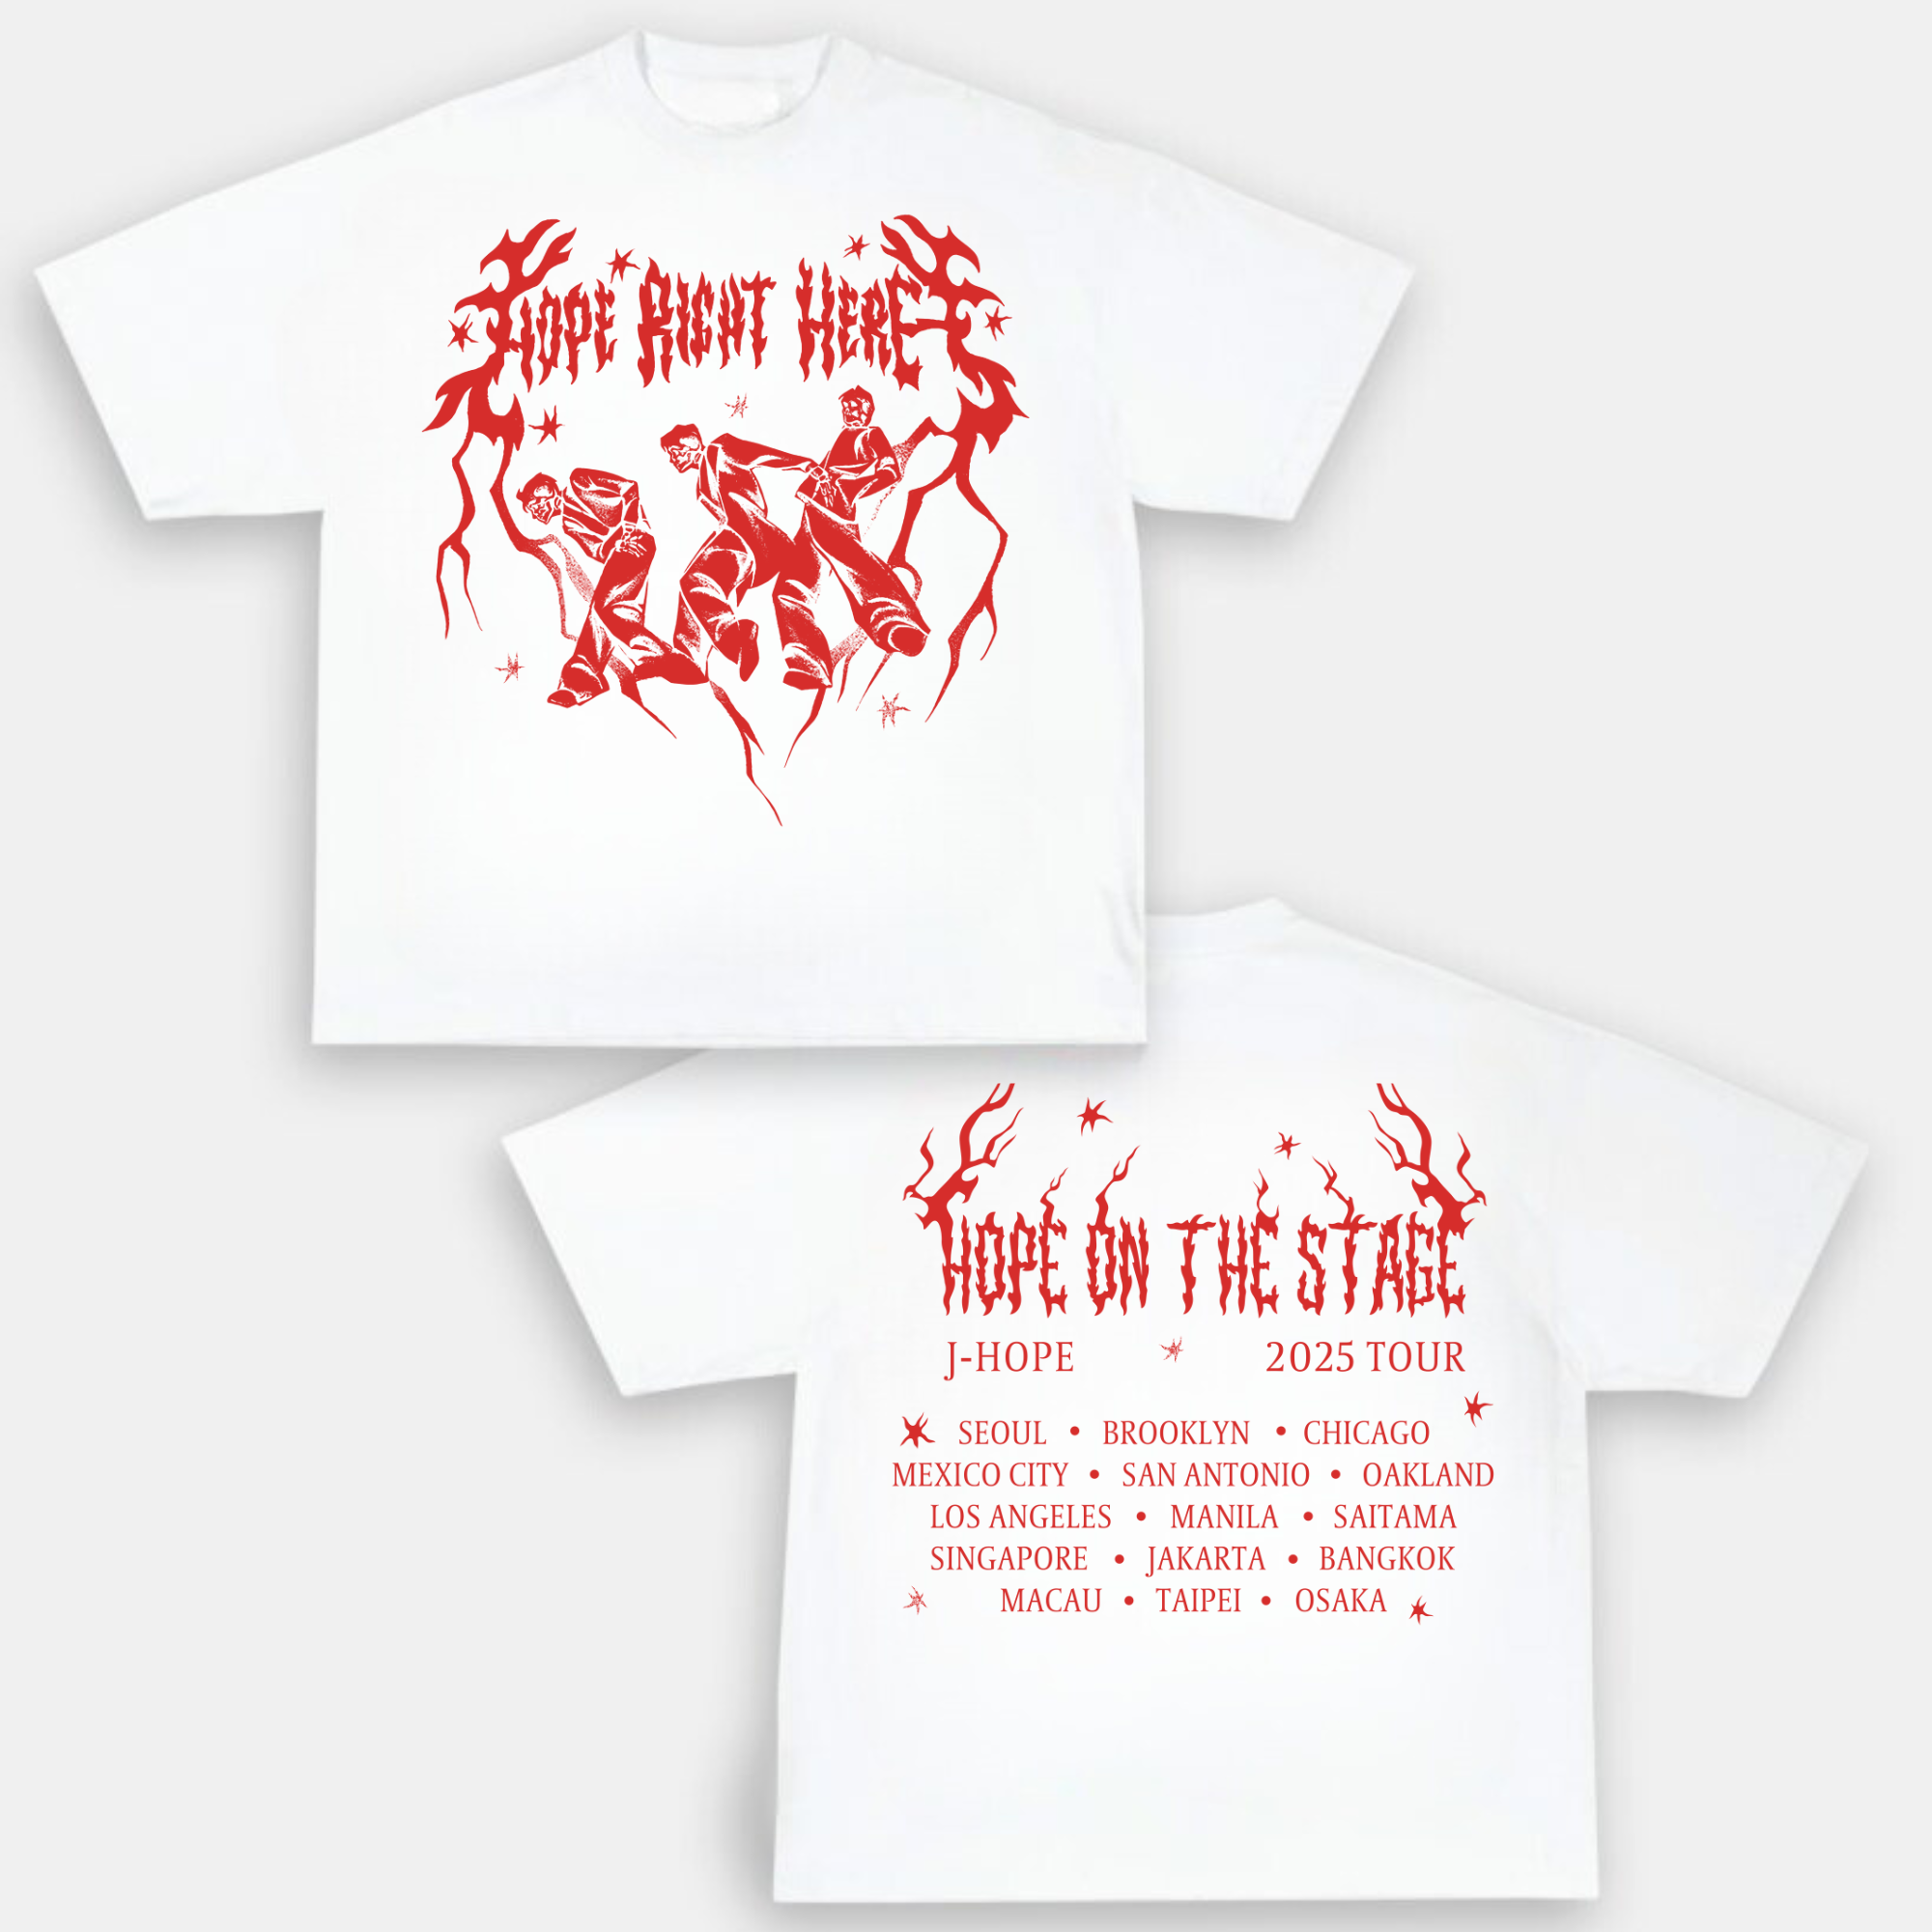 HOPE RIGHT HERE
HOPE ON THE STAGE
J-HOPE 2025 TOUR
SEOUL • BROOKLYN • CHICAGO
MEXICO CITY • SAN ANTONIO • OAKLAND
LOS ANGELES • MANILA • SAITAMA
SINGAPORE • JAKARTA • BANGKOK
MACAU • TAIPEI • OSAKA